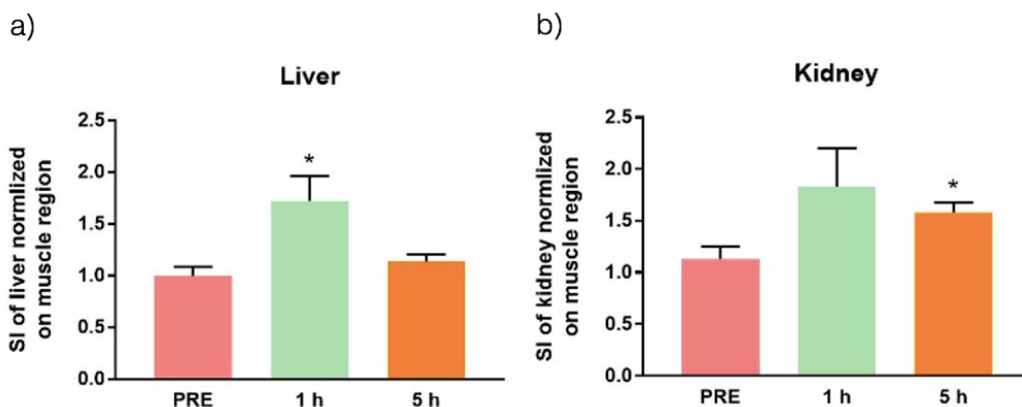 a)
Liver
SI of liver normlized
on muscle region
2.5
2.0
1.5
1.0
0.5
0.0
*
PRE
1 h
5 h
b)
Kidney
SI of kidney normlized
on muscle region
2.5
2.0
1.5
1.0
0.5
0.0
*
PRE
1 h
5 h